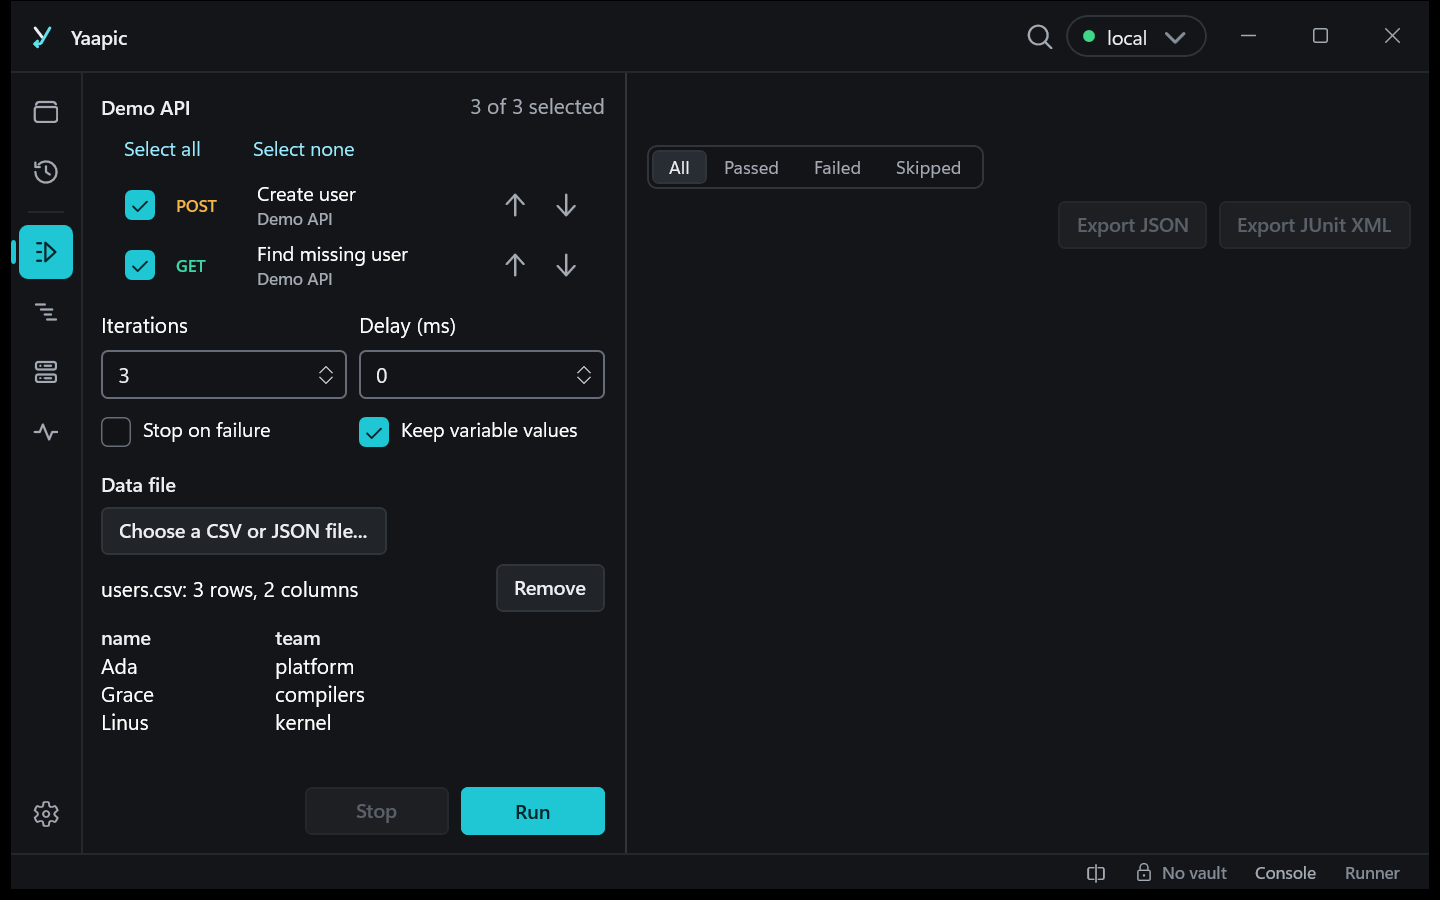 Yaapic
local
Demo API
3 of 3 selected
Select all
Select none
POST
Create user
Demo API
GET
Find missing user
Demo API
Iterations
Delay (ms)
3
0
Stop on failure
Keep variable values
Data file
Choose a CSV or JSON file...
users.csv: 3 rows, 2 columns
Remove
name team
Ada platform
Grace compilers
Linus kernel
Stop
Run
All
Passed
Failed
Skipped
Export JSON
Export JUnit XML
No vault
Console
Runner